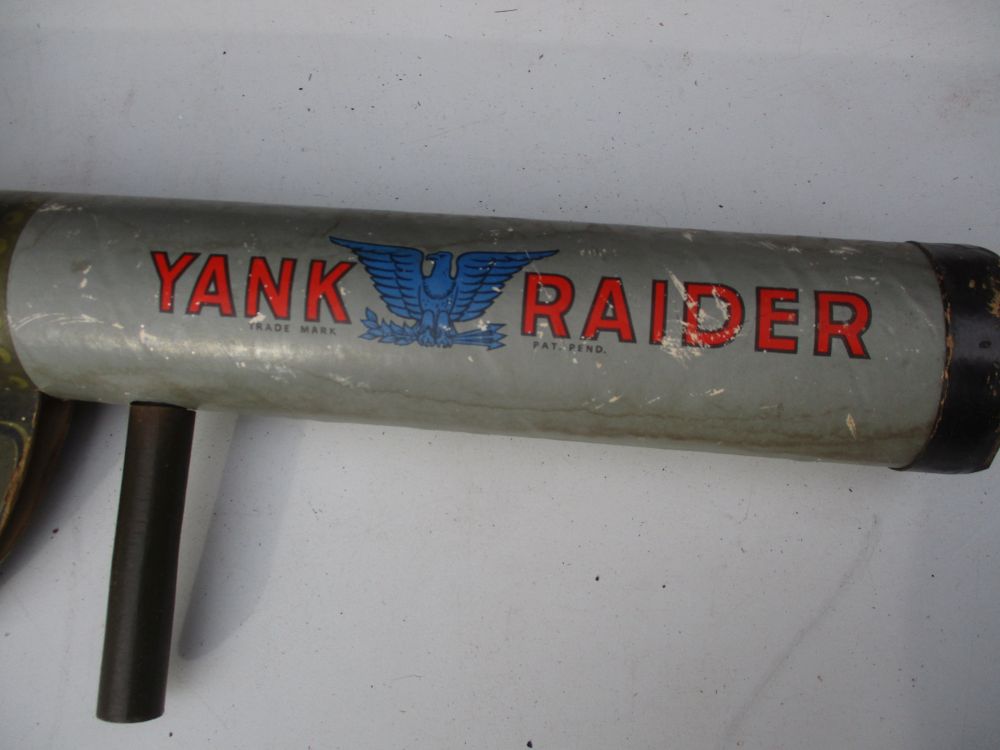 YANK RAIDER
TRADE MARK
PAT. PEND.